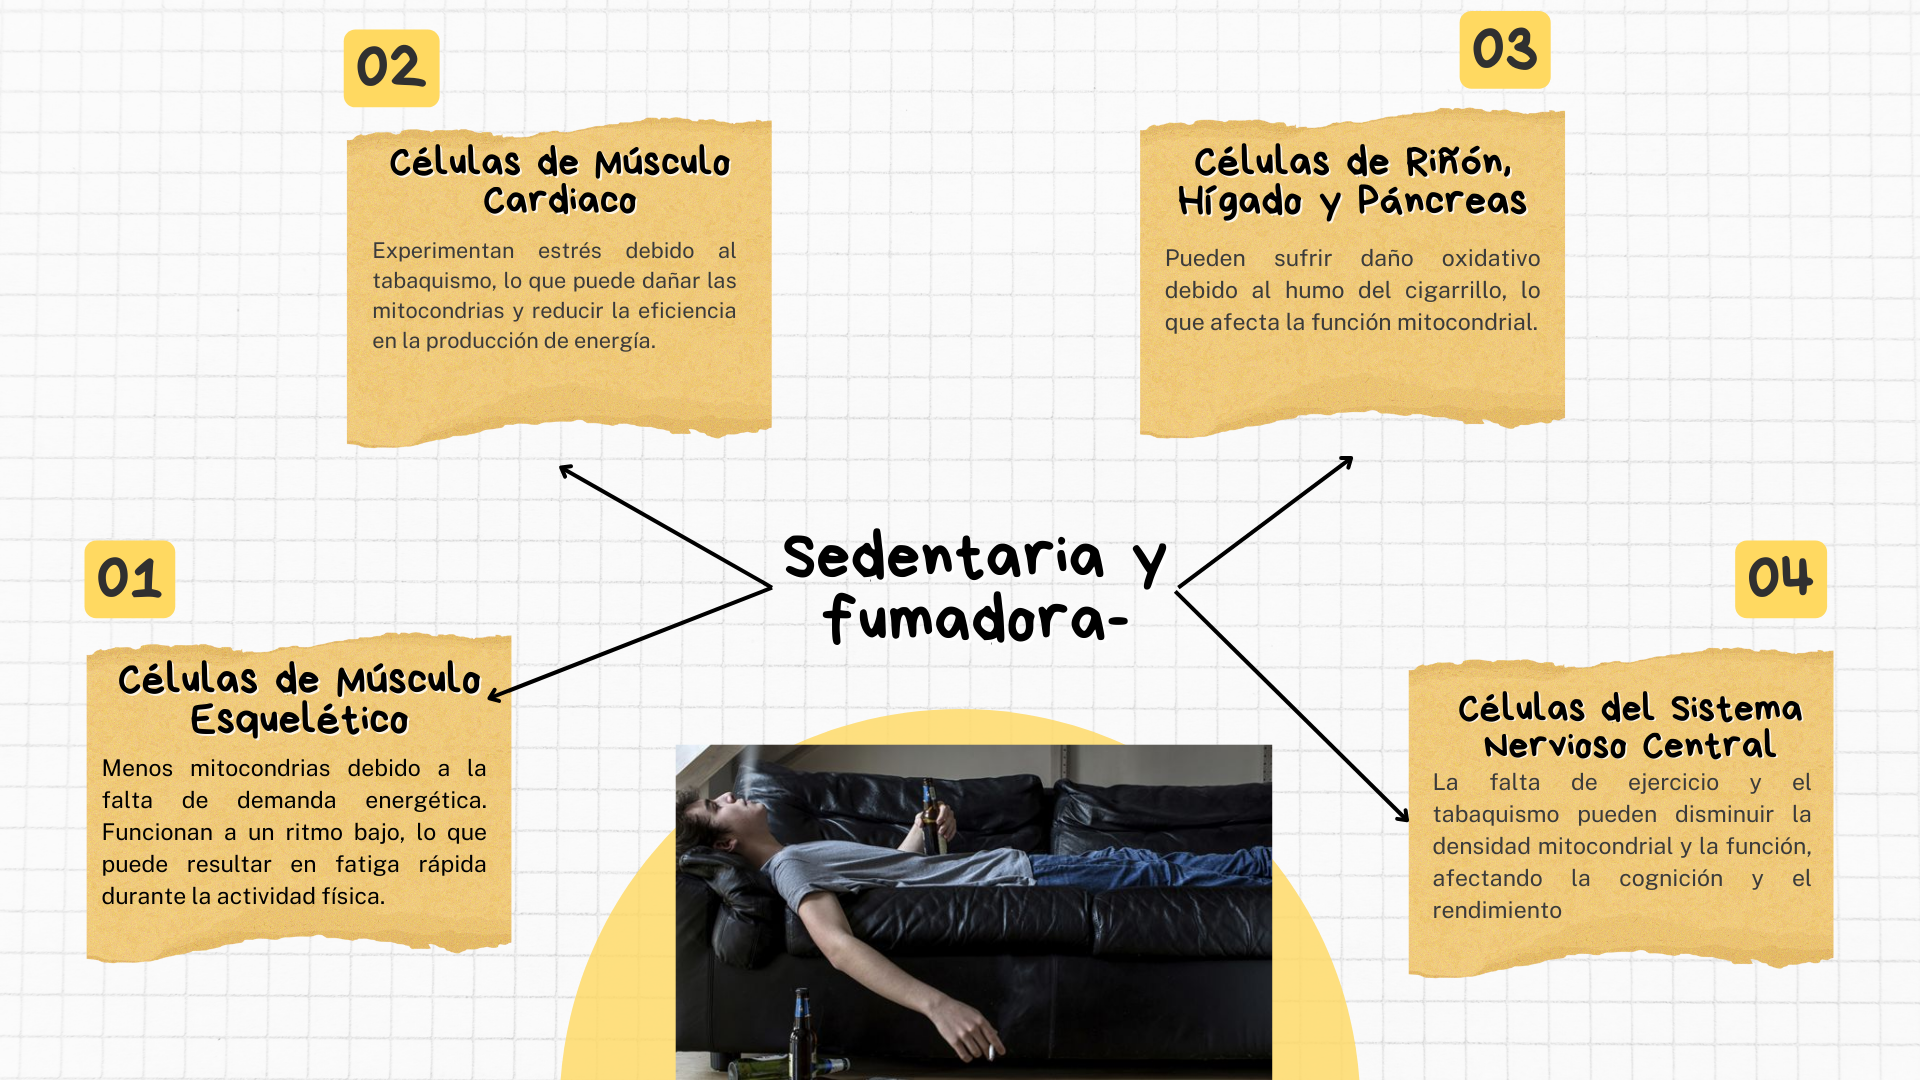 02
Células de Músculo
Cardiaco
Experimentan estrés debido al
tabaquismo, lo que puede dañar las
mitocondrias y reducir la eficiencia
en la producción de energía.
03
Células de Riñón,
Hígado y Páncreas
Pueden sufrir daño oxidativo
debido al humo del cigarrillo, lo
que afecta la función mitocondrial.
Sedentaria y
fumadora-
01
Células de Músculo
Esquelético
Menos mitocondrias debido a la
falta de demanda energética.
Funcionan a un ritmo bajo, lo que
puede resultar en fatiga rápida
durante la actividad física.
04
Células del Sistema
Nervioso Central
La falta de ejercicio y el
tabaquismo pueden disminuir la
densidad mitocondrial y la función,
afectando la cognición y el
rendimiento